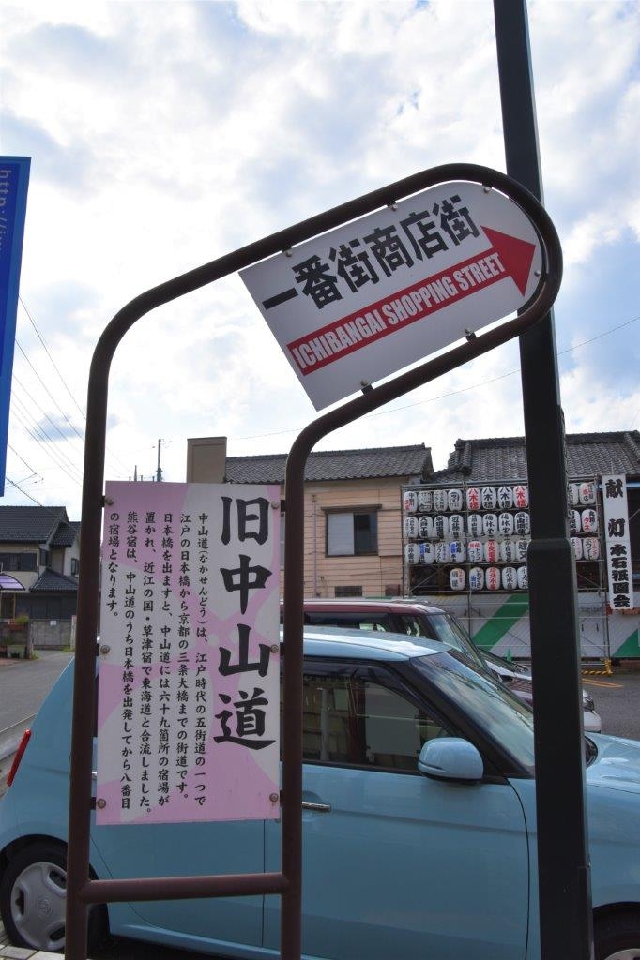 一番街商店街
ICHIBANGAI SHOPPING STREET
旧中山道
中山道(なかせんどう)は、江戸時代の五街道の一つで
江戸の日本橋から京都の三条大橋までの街道です。
日本橋を出ますと、中山道には六十九箇所の宿場が
置かれ、近江の国・草津宿で東海道と合流しました。
熊谷宿は、中山道のうち日本橋を出発してから八番目
の宿場となります。
献灯 本石祇園会
http://